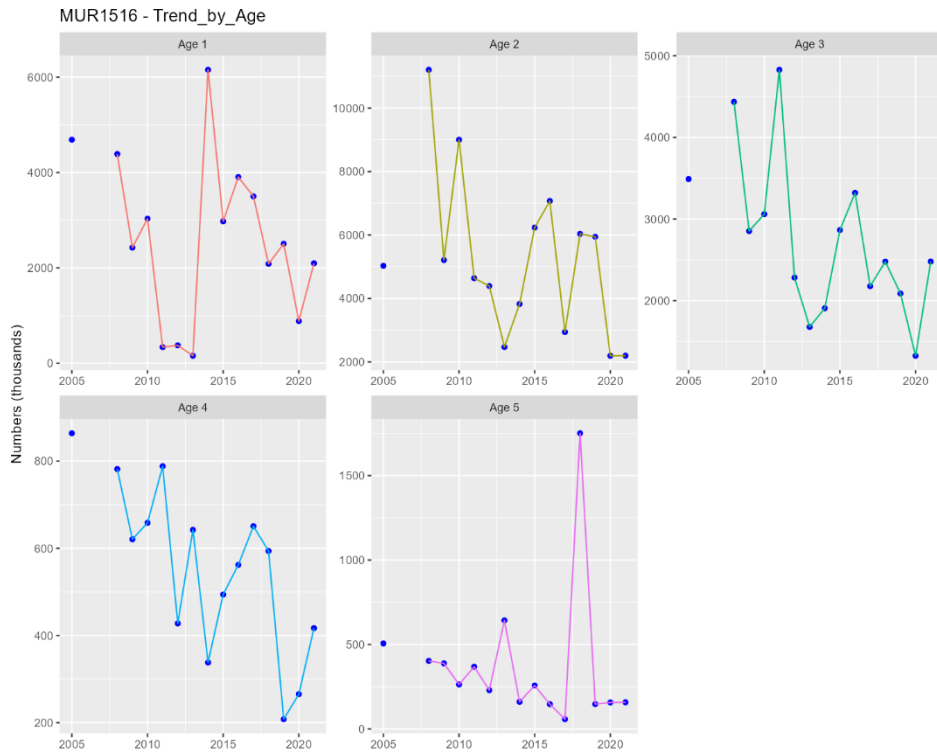 MUR1516 - Trend_by_Age
Age 1
Age 2
Age 3
6000
4000
2000
0
10000
8000
6000
4000
2000
5000
4000
3000
2000
2005 2010 2015 2020
2005 2010 2015 2020
2005 2010 2015 2020
Numbers (thousands)
Age 4
Age 5
800
600
400
200
1500
1000
500
0
2005 2010 2015 2020
2005 2010 2015 2020